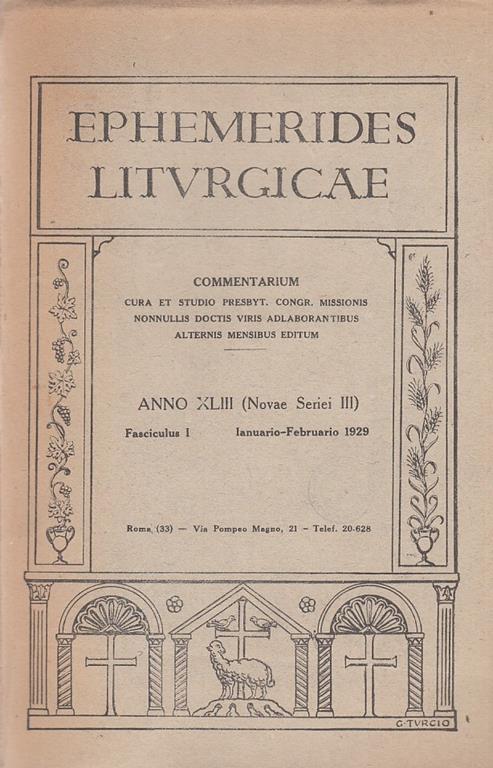 EPHEMERIDES
LITVRGICAE
COMMENTARIUM
CURA ET STUDIO PRESBYT. CONGR. MISSIONIS
NONNULLIS DOCTIS VIRIS ADLABORANTIBUS
ALTERNIS MENSIBUS EDITUM
ANNO XLIII (Novae Seriei III)
Fasciculus I Ianuario-Februario 1929
Roma (33) — Via Pompeo Magno, 21 - Telef. 20-628
G. TVRCIO